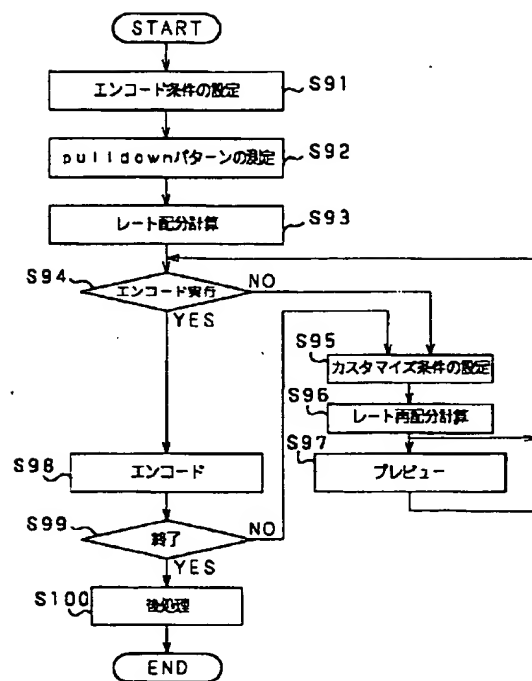 START
エンコード条件の設定 S91
pulldownパターンの測定 S92
レート配分計算 S93
S94 エンコード実行 NO
YES
S95
カスタマイズ条件の設定
S96
レート再配分計算
S97
プレビュー
S98
エンコード
S99
終了 NO
YES
S100
後処理
END